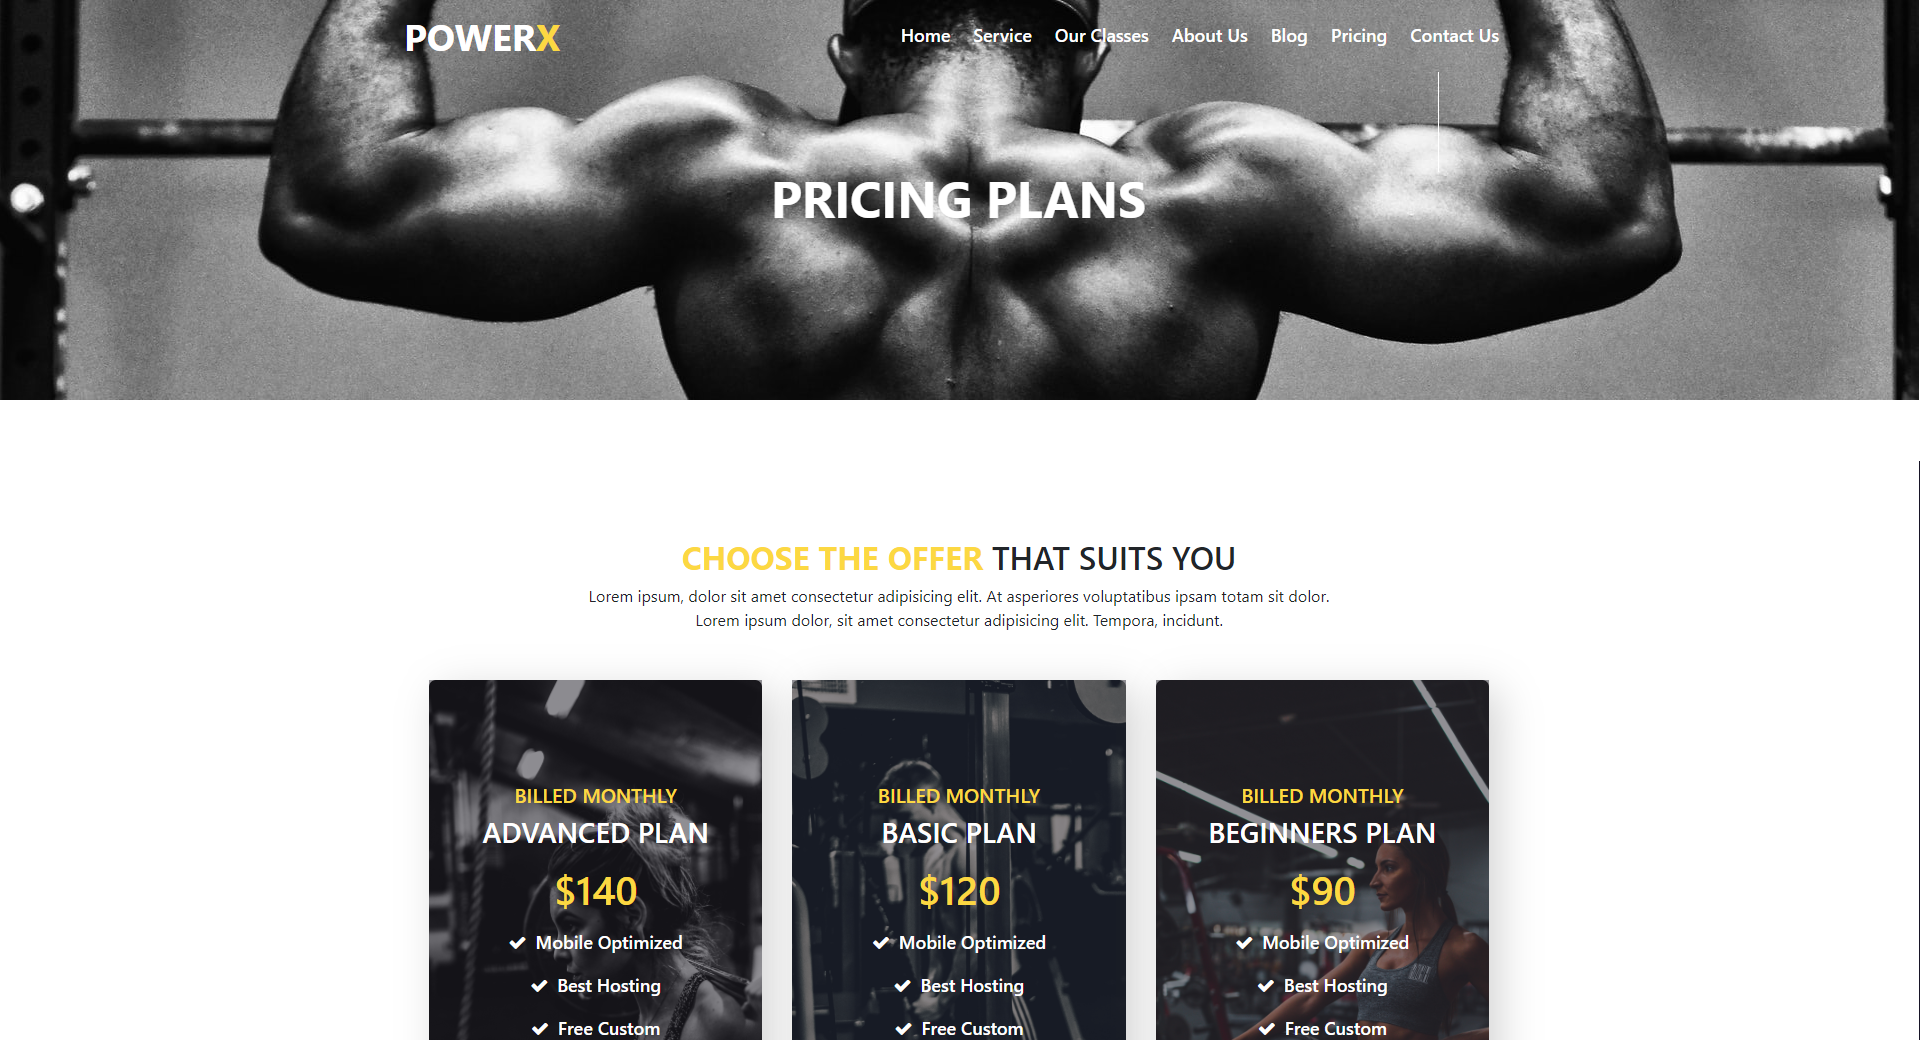 POWERX
Home Service Our Classes About Us Blog Pricing Contact Us
PRICING PLANS
CHOOSE THE OFFER THAT SUITS YOU
Lorem ipsum, dolor sit amet consectetur adipisicing elit. At asperiores voluptatibus ipsam totam sit dolor.
Lorem ipsum dolor, sit amet consectetur adipisicing elit. Tempora, incidunt.
BILLED MONTHLY
ADVANCED PLAN
$140
Mobile Optimized
Best Hosting
Free Custom
BILLED MONTHLY
BASIC PLAN
$120
Mobile Optimized
Best Hosting
Free Custom
BILLED MONTHLY
BEGINNERS PLAN
$90
Mobile Optimized
Best Hosting
Free Custom